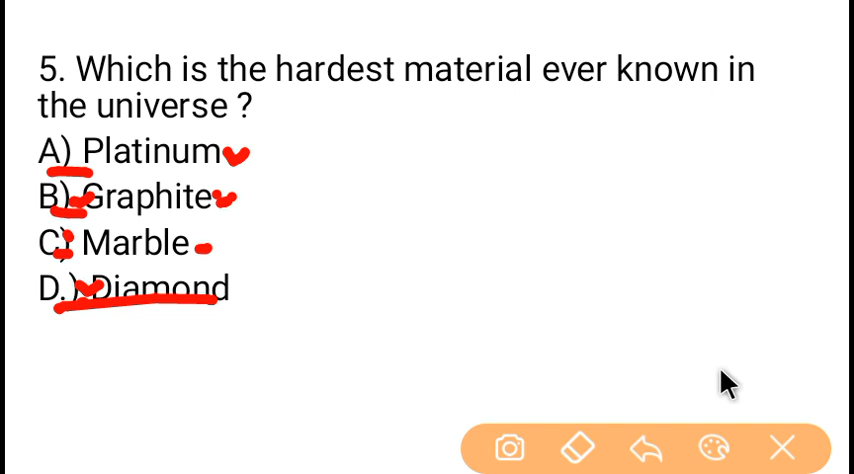 5. Which is the hardest material ever known in
the universe ?
A) Platinum
B) Graphite
C) Marble
D.) Diamond